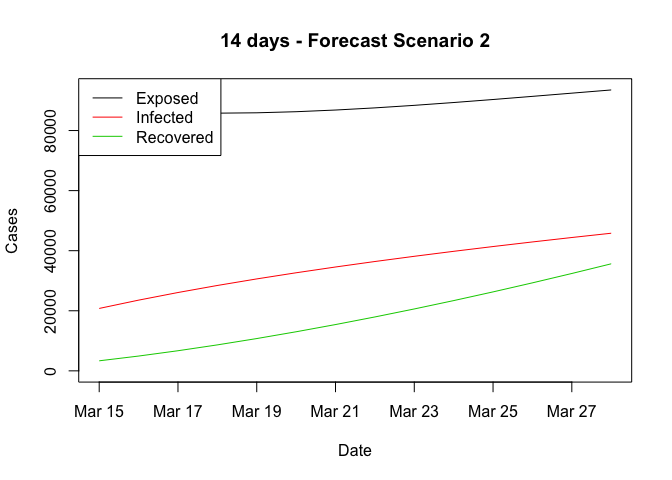 14 days - Forecast Scenario 2
Exposed
Infected
Recovered
Cases
80000
60000
40000
20000
0
Mar 15 Mar 17 Mar 19 Mar 21 Mar 23 Mar 25 Mar 27
Date